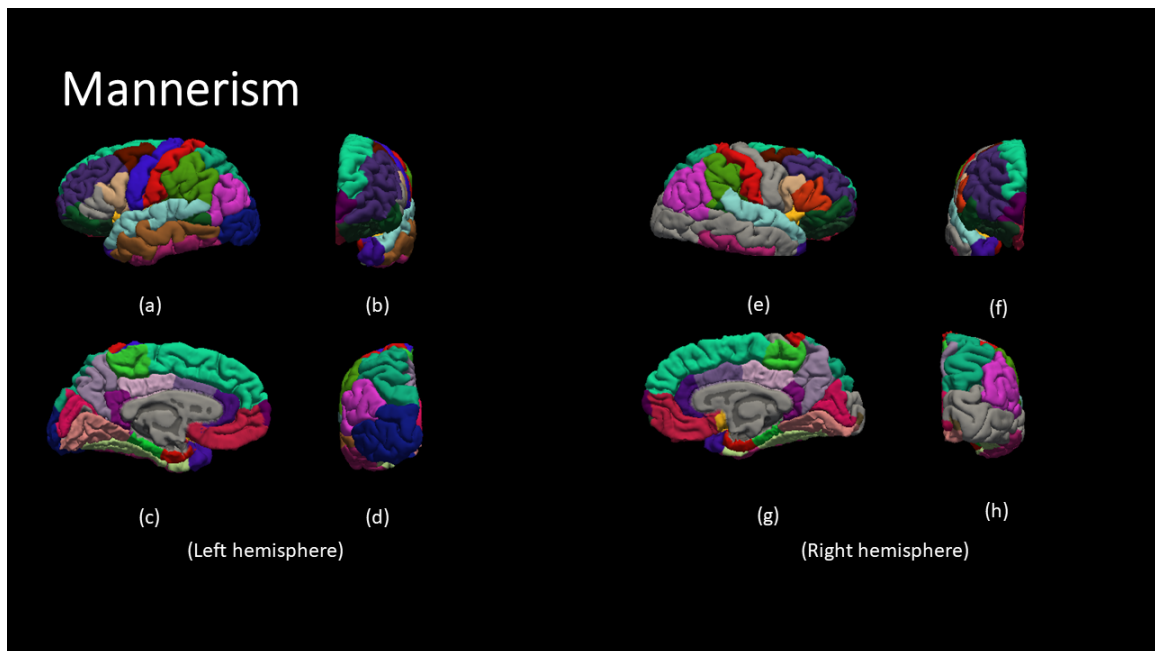 Mannerism
(a)
(b)
(e)
(f)
(c)
(d)
(g)
(h)
(Left hemisphere)
(Right hemisphere)